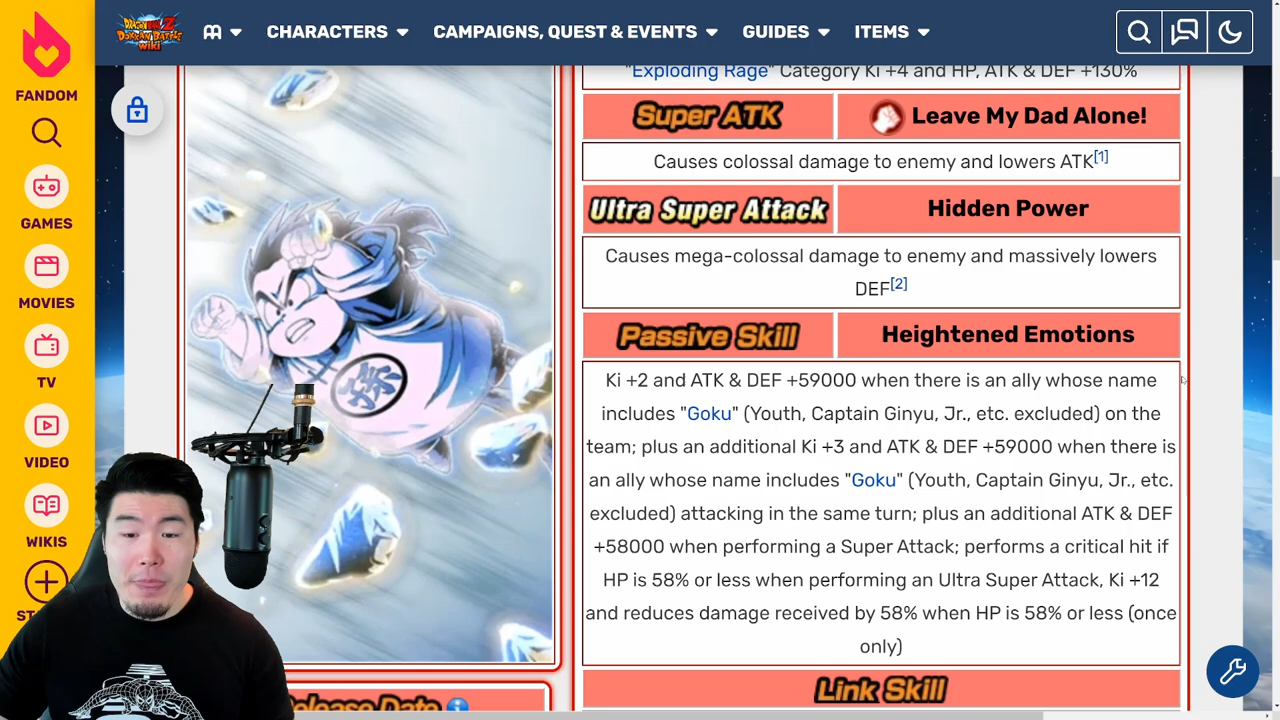 DRAGON BALL Z
DOKKAN BATTLE
WIKI
CHARACTERS
CAMPAIGNS, QUEST & EVENTS
GUIDES
ITEMS
FANDOM
GAMES
MOVIES
TV
VIDEO
WIKIS
ST
"Exploding Rage" Category Ki +4 and HP, ATK & DEF +130%
Super ATK
Leave My Dad Alone!
Causes colossal damage to enemy and lowers ATK[1]
Ultra Super Attack
Hidden Power
Causes mega-colossal damage to enemy and massively lowers
DEF[2]
Passive Skill
Heightened Emotions
Ki +2 and ATK & DEF +59000 when there is an ally whose name
includes "Goku" (Youth, Captain Ginyu, Jr., etc. excluded) on the
team; plus an additional Ki +3 and ATK & DEF +59000 when there is
an ally whose name includes "Goku" (Youth, Captain Ginyu, Jr., etc.
excluded) attacking in the same turn; plus an additional ATK & DEF
+58000 when performing a Super Attack; performs a critical hit if
HP is 58% or less when performing an Ultra Super Attack, Ki +12
and reduces damage received by 58% when HP is 58% or less (once
only)
Link Skill
Release Date